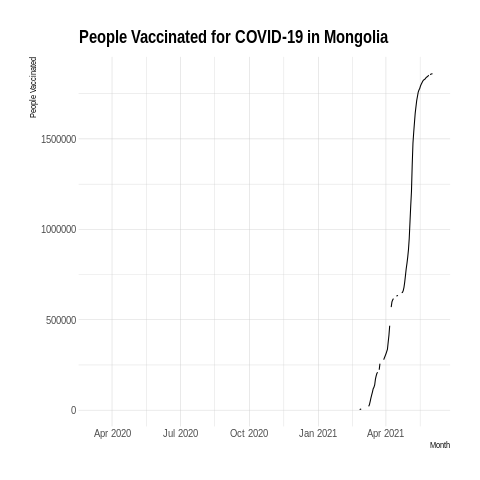 People Vaccinated for COVID-19 in Mongolia
People Vaccinated
1500000
1000000
500000
0
Apr 2020
Jul 2020
Oct 2020
Jan 2021
Apr 2021
Month